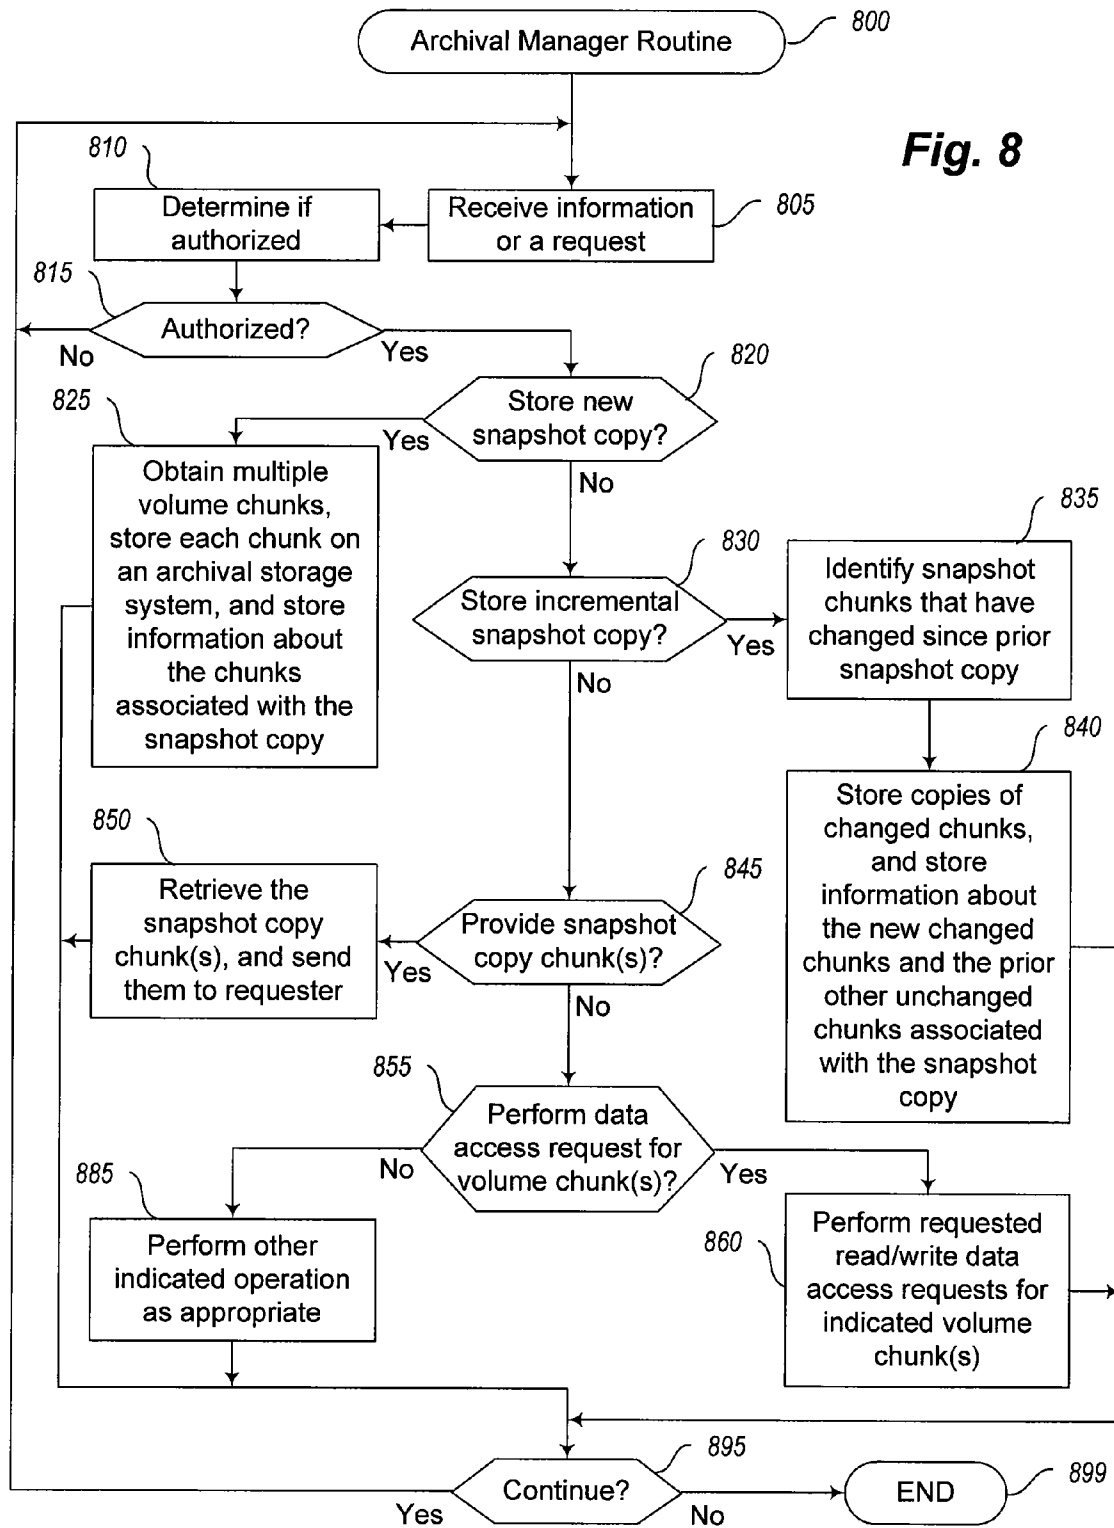 Archival Manager Routine
800
Fig. 8
810
Determine if
authorized
Receive information
or a request
805
815
Authorized?
No
Yes
820
Store new
snapshot copy?
Yes
No
825
Obtain multiple
volume chunks,
store each chunk on
an archival storage
system, and store
information about
the chunks
associated with the
snapshot copy
830
Store incremental
snapshot copy?
Yes
No
835
Identify snapshot
chunks that have
changed since prior
snapshot copy
840
Store copies of
changed chunks,
and store
information about
the new changed
chunks and the prior
other unchanged
chunks associated
with the snapshot
copy
850
Retrieve the
snapshot copy
chunk(s), and send
them to requester
845
Provide snapshot
copy chunk(s)?
Yes
No
855
Perform data
access request for
volume chunk(s)?
No
Yes
885
Perform other
indicated operation
as appropriate
860
Perform requested
read/write data
access requests for
indicated volume
chunk(s)
895
Continue?
Yes
No
END
899